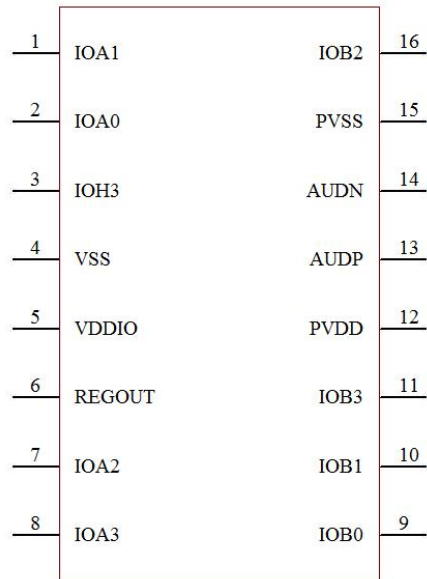 1 IOA1 IOB2 16
2 IOA0 PVSS 15
3 IOH3 AUDN 14
4 VSS AUDP 13
5 VDDIO PVDD 12
6 REGOUT IOB3 11
7 IOA2 IOB1 10
8 IOA3 IOB0 9